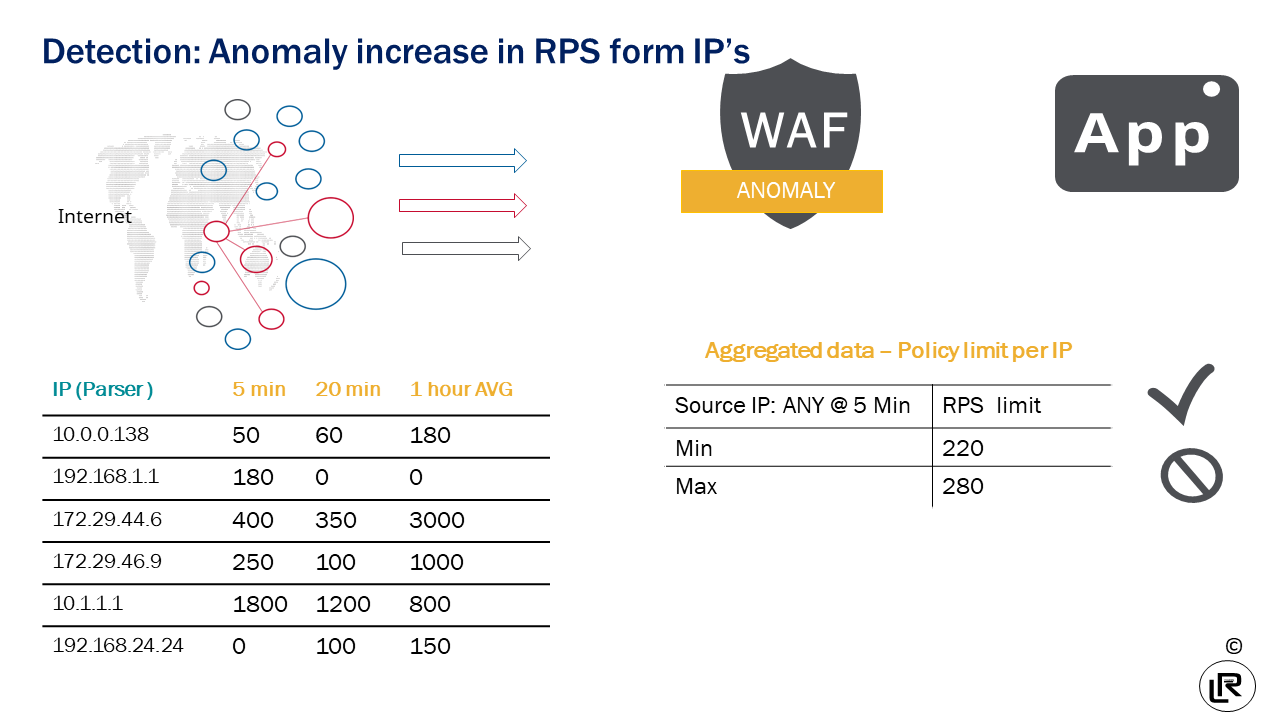 Detection: Anomaly increase in RPS form IP’s
WAF
ANOMALY
App
Internet
Aggregated data – Policy limit per IP
IP (Parser ) 5 min 20 min 1 hour AVG
10.0.0.138 50 60 180
192.168.1.1 180 0 0
172.29.44.6 400 350 3000
172.29.46.9 250 100 1000
10.1.1.1 1800 1200 800
192.168.24.24 0 100 150
Source IP: ANY @ 5 Min RPS limit
Min 220
Max 280
©
LR